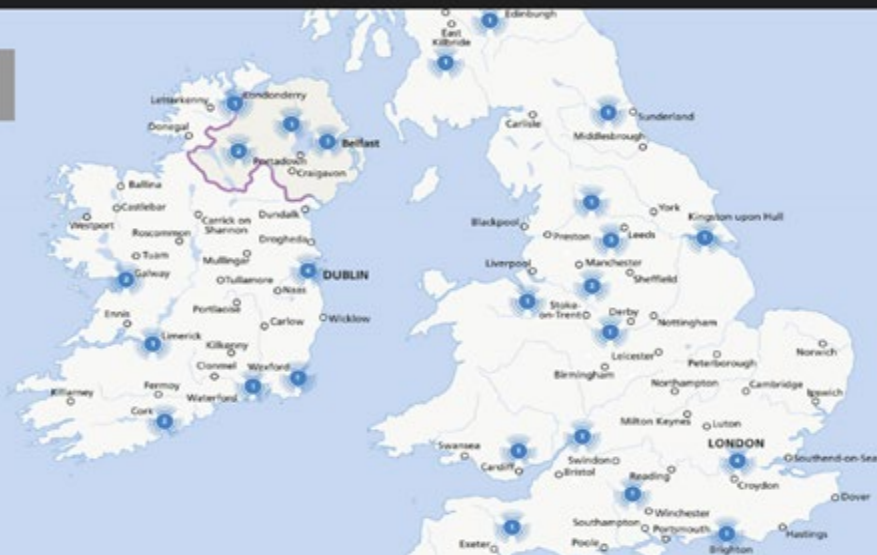 Edinburgh
East
Kilbride
Londonderry
Letterkenny
Donegal
Belfast
Portadown
Craigavon
Carlisle
Sunderland
Middlesbrough
Ballina
Castlebar
Westport
Carrick on
Shannon
Dundalk
Roscommon
Drogheda
Tuam
Mullingar
Galway
Tullamore
DUBLIN
Naas
Ennis
Portlaoise
Carlow
Wicklow
Limerick
Kilkenny
Clonmel
Wexford
Killarney
Fermoy
Waterford
Cork
York
Kingston upon Hull
Blackpool
Preston
Leeds
Liverpool
Manchester
Sheffield
Stoke-
on-Trent
Derby
Nottingham
Leicester
Peterborough
Norwich
Birmingham
Northampton
Cambridge
Ipswich
Milton Keynes
Luton
LONDON
Swansea
Cardiff
Swindon
Bristol
Reading
Southend-on-Sea
Croydon
Dover
Winchester
Southampton
Portsmouth
Hastings
Exeter
Poole
Brighton